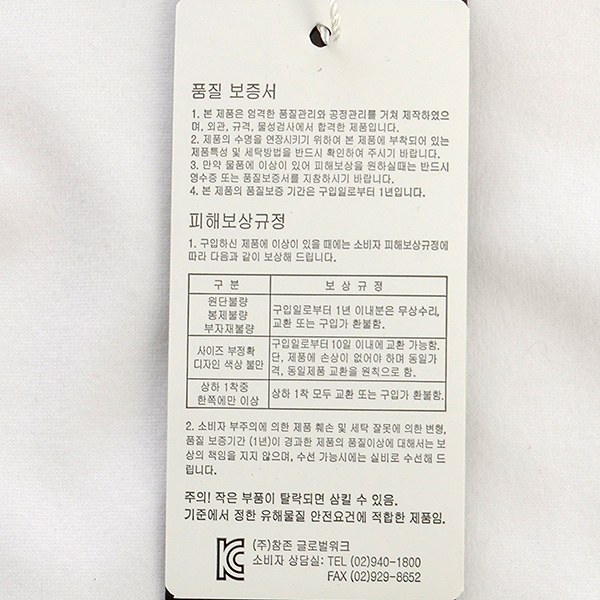 품질 보증서
1. 본 제품은 엄격한 품질관리와 공정관리를 거쳐 제작하였으
며, 외관, 규격, 물성검사에서 합격한 제품입니다.
2. 제품의 수명을 연장시키기 위하여 본 제품에 부착되어 있는
제품특성 및 세탁방법을 반드시 확인하여 주시기 바랍니다.
3. 만약 물품에 이상이 있어 피해보상을 원하실때는 반드시
영수증 또는 품질보증서를 지참하시기 바랍니다.
4. 본 제품의 품질보증 기간은 구입일로부터 1년입니다.
피해보상규정
1. 구입하신 제품에 이상이 있을 때에는 소비자 피해보상규정에
따라 다음과 같이 보상해 드립니다.
구 분 보 상 규 정
원단불량
봉제불량
부자재불량
구입일로부터 1년 이내분은 무상수리,
교환 또는 구입가 환불함.
사이즈 부정확
디자인 색상 불만
구입일로부터 10일 이내에 교환 가능함.
단, 제품에 손상이 없어야 하며 동일가
격, 동일제품 교환을 원칙으로 함.
상하 1착중
한쪽에만 이상
상하 1착 모두 교환 또는 구입가 환불함.
2. 소비자 부주의에 의한 제품 훼손 및 세탁 잘못에 의한 변형,
품질 보증기간 (1년)이 경과한 제품의 품질이상에 대해서는 보
상의 책임을 지지 않으며, 수선 가능시에는 실비로 수선해 드
립니다.
주의! 작은 부품이 탈락되면 삼킬 수 있음.
기준에서 정한 유해물질 안전요건에 적합한 제품임.
(주)참존 글로벌워크
소비자 상담실: TEL (02)940-1800
FAX (02)929-8652